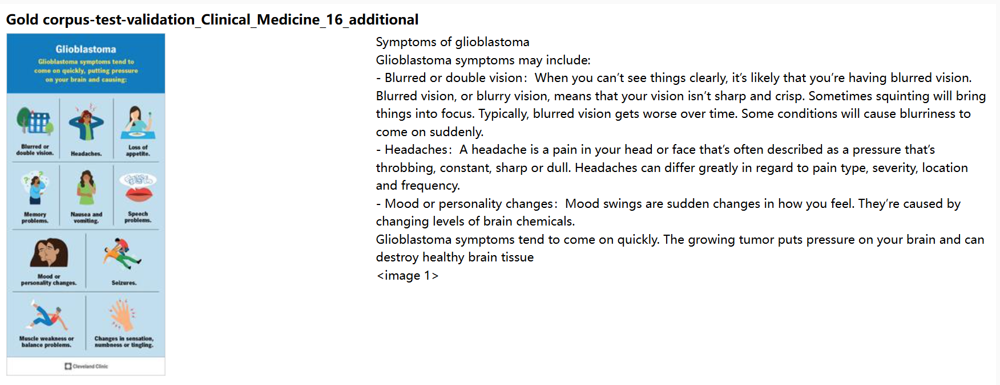 Gold corpus-test-validation_Clinical_Medicine_16_additional
Glioblastoma
Glioblastoma symptoms tend to
come on quickly, putting pressure
on your brain and causing:
Blurred or
double vision.
Headaches.
Loss of
appetite.
Memory
problems.
Nausea and
vomiting.
Speech
problems.
Mood or
personality changes.
Seizures.
Muscle weakness or
balance problems.
Changes in sensation,
numbness or tingling.
Cleveland Clinic
Symptoms of glioblastoma
Glioblastoma symptoms may include:
- Blurred or double vision：When you can’t see things clearly, it’s likely that you’re having blurred vision.
Blurred vision, or blurry vision, means that your vision isn’t sharp and crisp. Sometimes squinting will bring
things into focus. Typically, blurred vision gets worse over time. Some conditions will cause blurriness to
come on suddenly.
- Headaches：A headache is a pain in your head or face that’s often described as a pressure that’s
throbbing, constant, sharp or dull. Headaches can differ greatly in regard to pain type, severity, location
and frequency.
- Mood or personality changes：Mood swings are sudden changes in how you feel. They’re caused by
changing levels of brain chemicals.
Glioblastoma symptoms tend to come on quickly. The growing tumor puts pressure on your brain and can
destroy healthy brain tissue
<image 1>